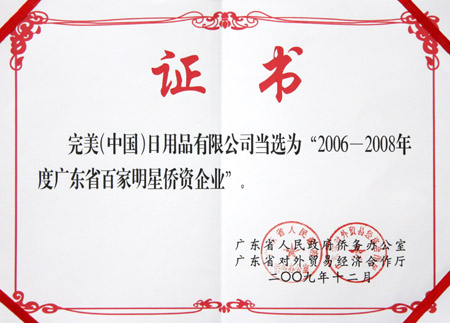 证书
完美(中国)日用品有限公司当选为“2006—2008年
度广东省百家明星侨资企业”。
广东省人民政府侨务办公室
广东省对外贸易经济合作厅
二〇〇九年十二月